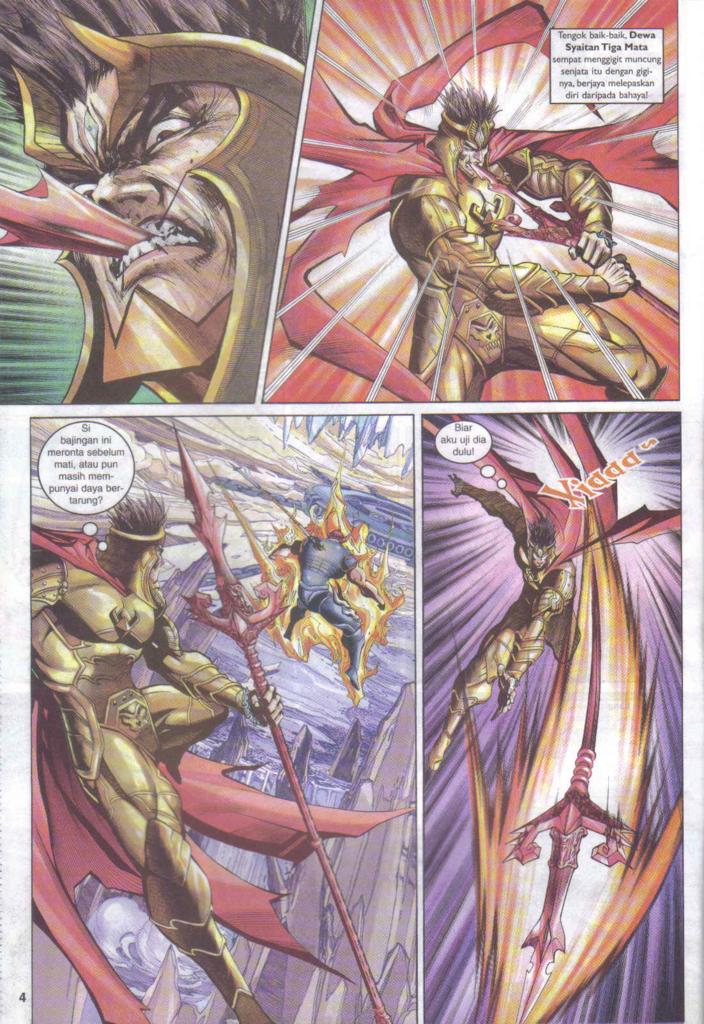 Tengok baik-baik, Dewa
Syaitan Tiga Mata
sempat menggigit muncung
senjata itu dengan gigi-
nya, berjaya melepaskan
diri daripada bahaya!
Si
bajingan ini
meronta sebelum
mati, atau pun
masih mem-
punyai daya ber-
tarung?
Biar
aku uji dia
dulu!
Yiaaa~
4